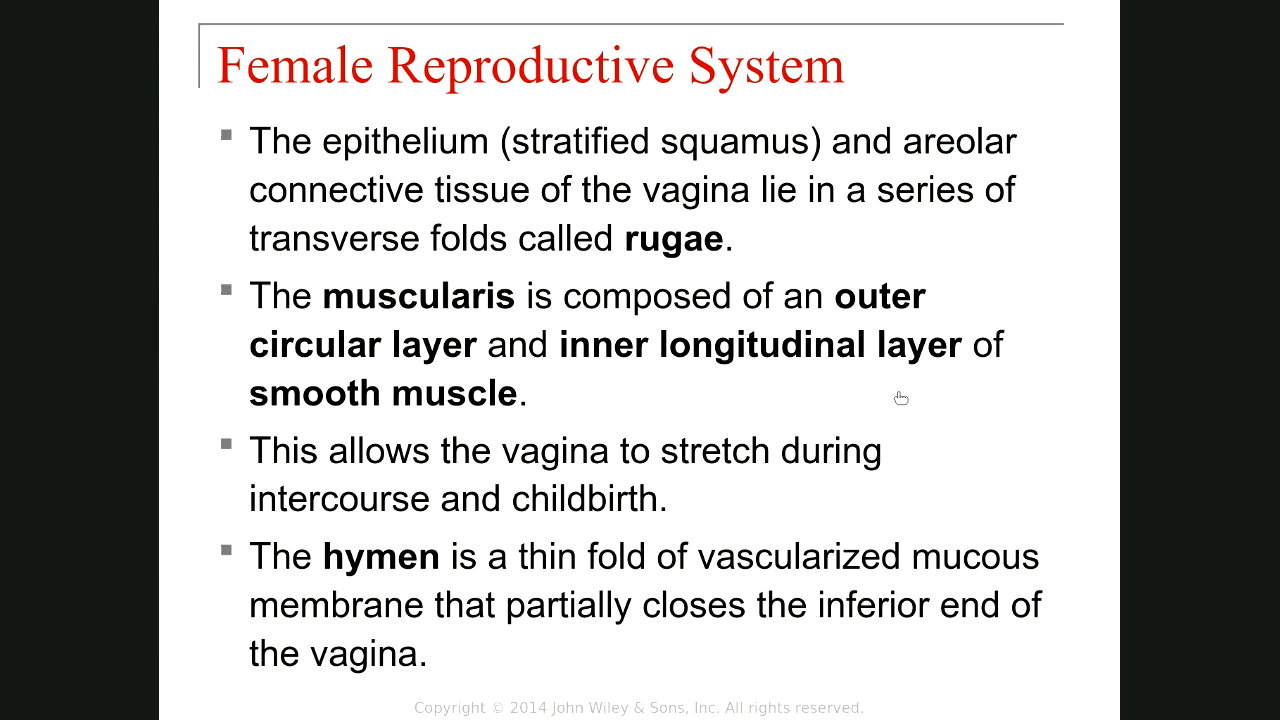 Female Reproductive System
The epithelium (stratified squamus) and areolar
connective tissue of the vagina lie in a series of
transverse folds called rugae.
The muscularis is composed of an outer
circular layer and inner longitudinal layer of
smooth muscle.
This allows the vagina to stretch during
intercourse and childbirth.
The hymen is a thin fold of vascularized mucous
membrane that partially closes the inferior end of
the vagina.
Copyright © 2014 John Wiley & Sons, Inc. All rights reserved.